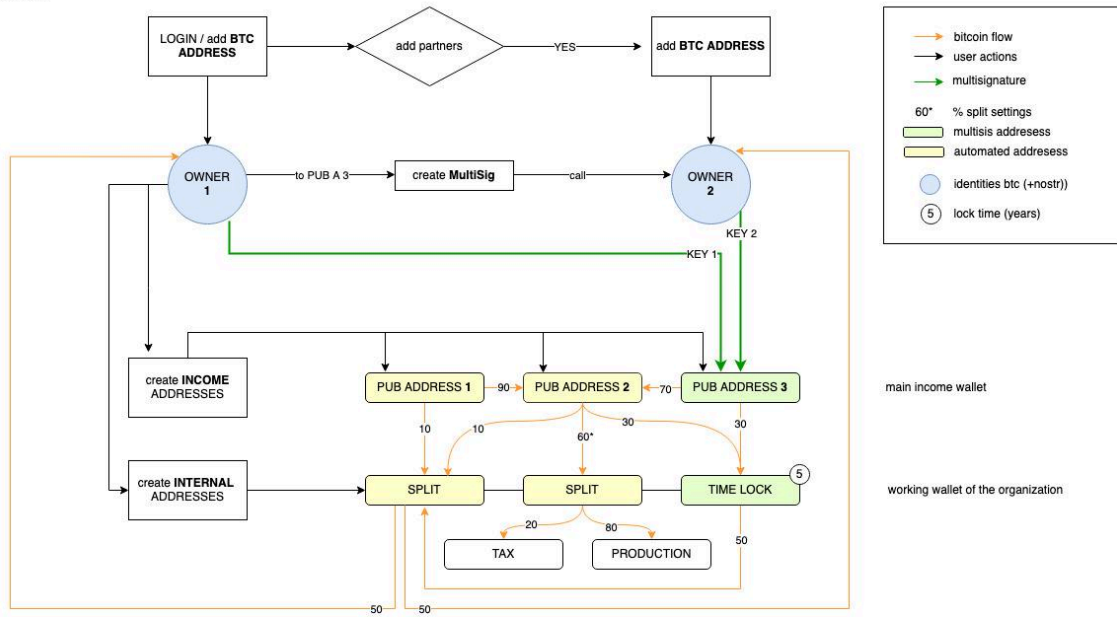 LOGIN / add BTC
ADDRESS
add partners
YES
add BTC ADDRESS
bitcoin flow
user actions
multisignature
60* % split settings
multisis addresess
automated addresess
identities btc (+nostr))
5 lock time (years)
OWNER
1
to PUB A 3
create MultiSig
call
OWNER
2
KEY 2
KEY 1
create INCOME
ADDRESSES
PUB ADDRESS 1
90
PUB ADDRESS 2
70
PUB ADDRESS 3
main income wallet
10
10
60*
30
30
create INTERNAL
ADDRESSES
SPLIT
SPLIT
TIME LOCK
5
working wallet of the organization
20
80
50
TAX
PRODUCTION
50
50